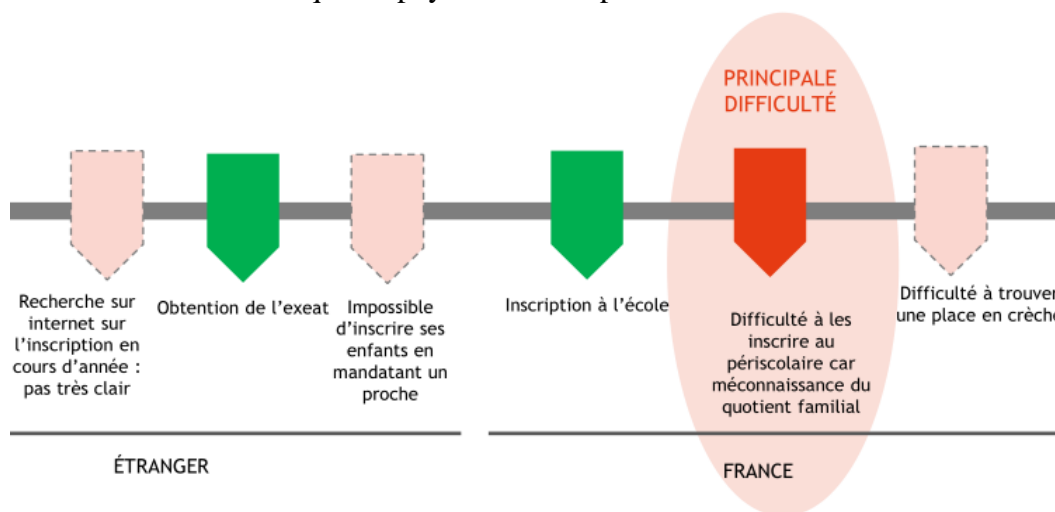 PRINCIPALE
DIFFICULTÉ
Recherche sur
internet sur
l'inscription en
cours d'année :
pas très clair
Obtention de l'exeat
Impossible
d'inscrire ses
enfants en
mandatant un
proche
Inscription à l'école
Difficulté à les
inscrire au
périscolaire car
méconnaissance du
quotient familial
Difficulté à trouver
une place en crèche
ÉTRANGER
FRANCE